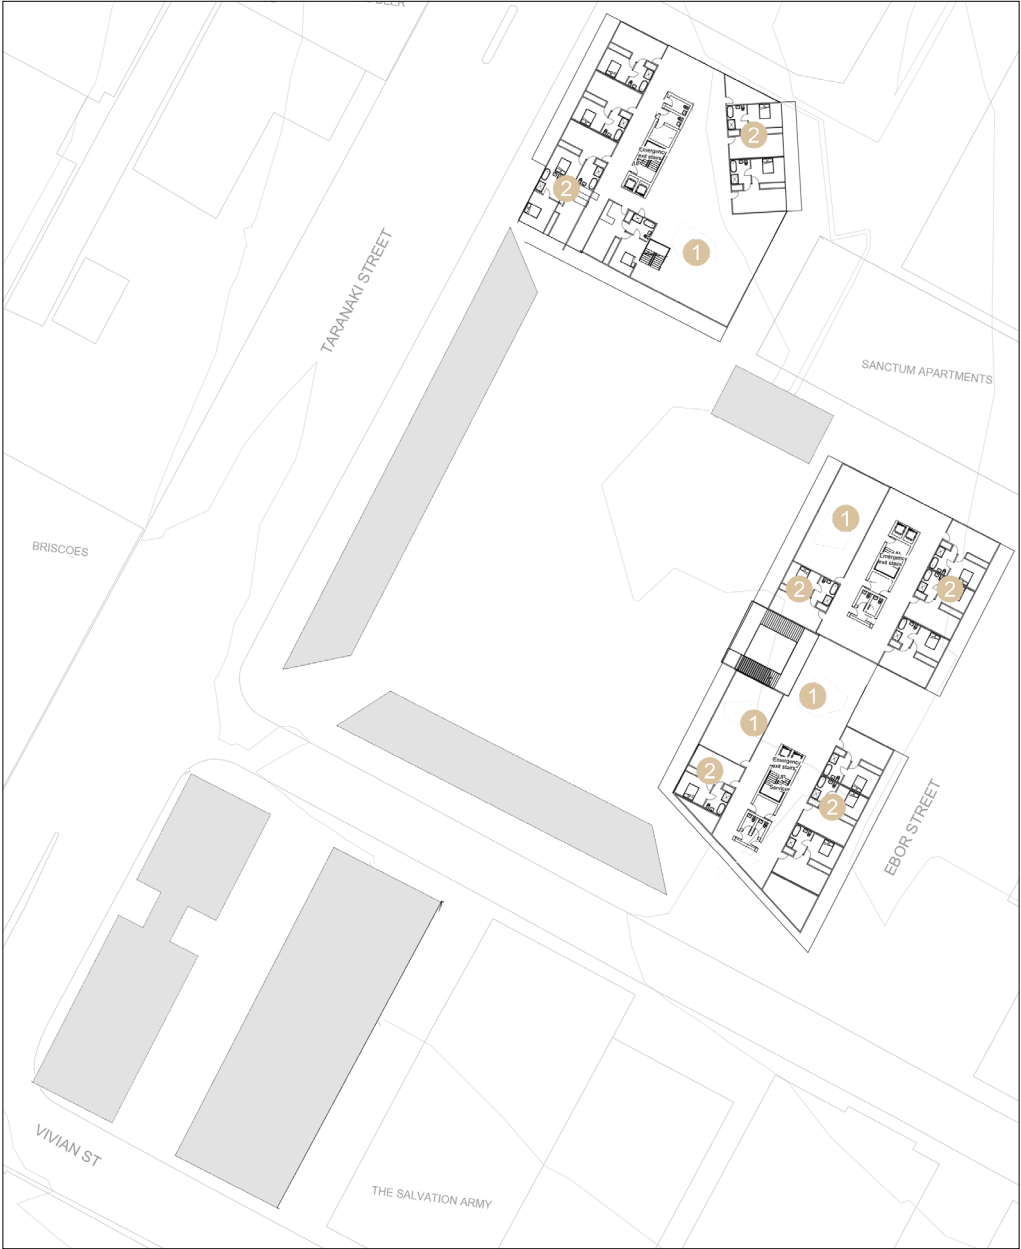 2
Emergency
exit stairs
2
1
TARANAKI STREET
SANCTUM APARTMENTS
1
BRISCOES
Emergency
exit stairs
2
2
1
1
Emergency
exit stairs
2
Services
2
EBOR STREET
VIVIAN ST
THE SALVATION ARMY